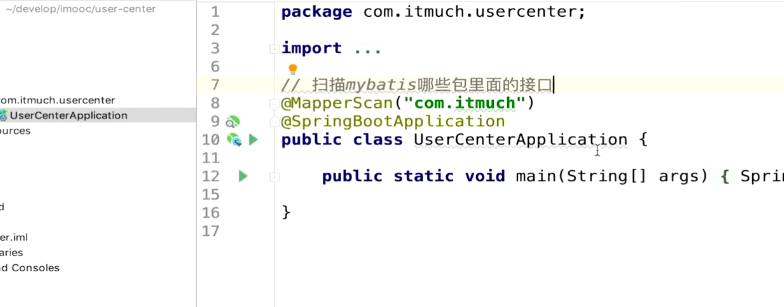 ~/develop/imooc/user-center
om.itmuch.usercenter
UserCenterApplication
ources
d
er.iml
aries
nd Consoles
1 package com.itmuch.usercenter;
2
3 import ...
6
7 // 扫描mybatis哪些包里面的接口
8 @MapperScan("com.itmuch")
9 @SpringBootApplication
10 public class UserCenterApplication {
11
12 public static void main(String[] args) { Spri
15
16 }
17